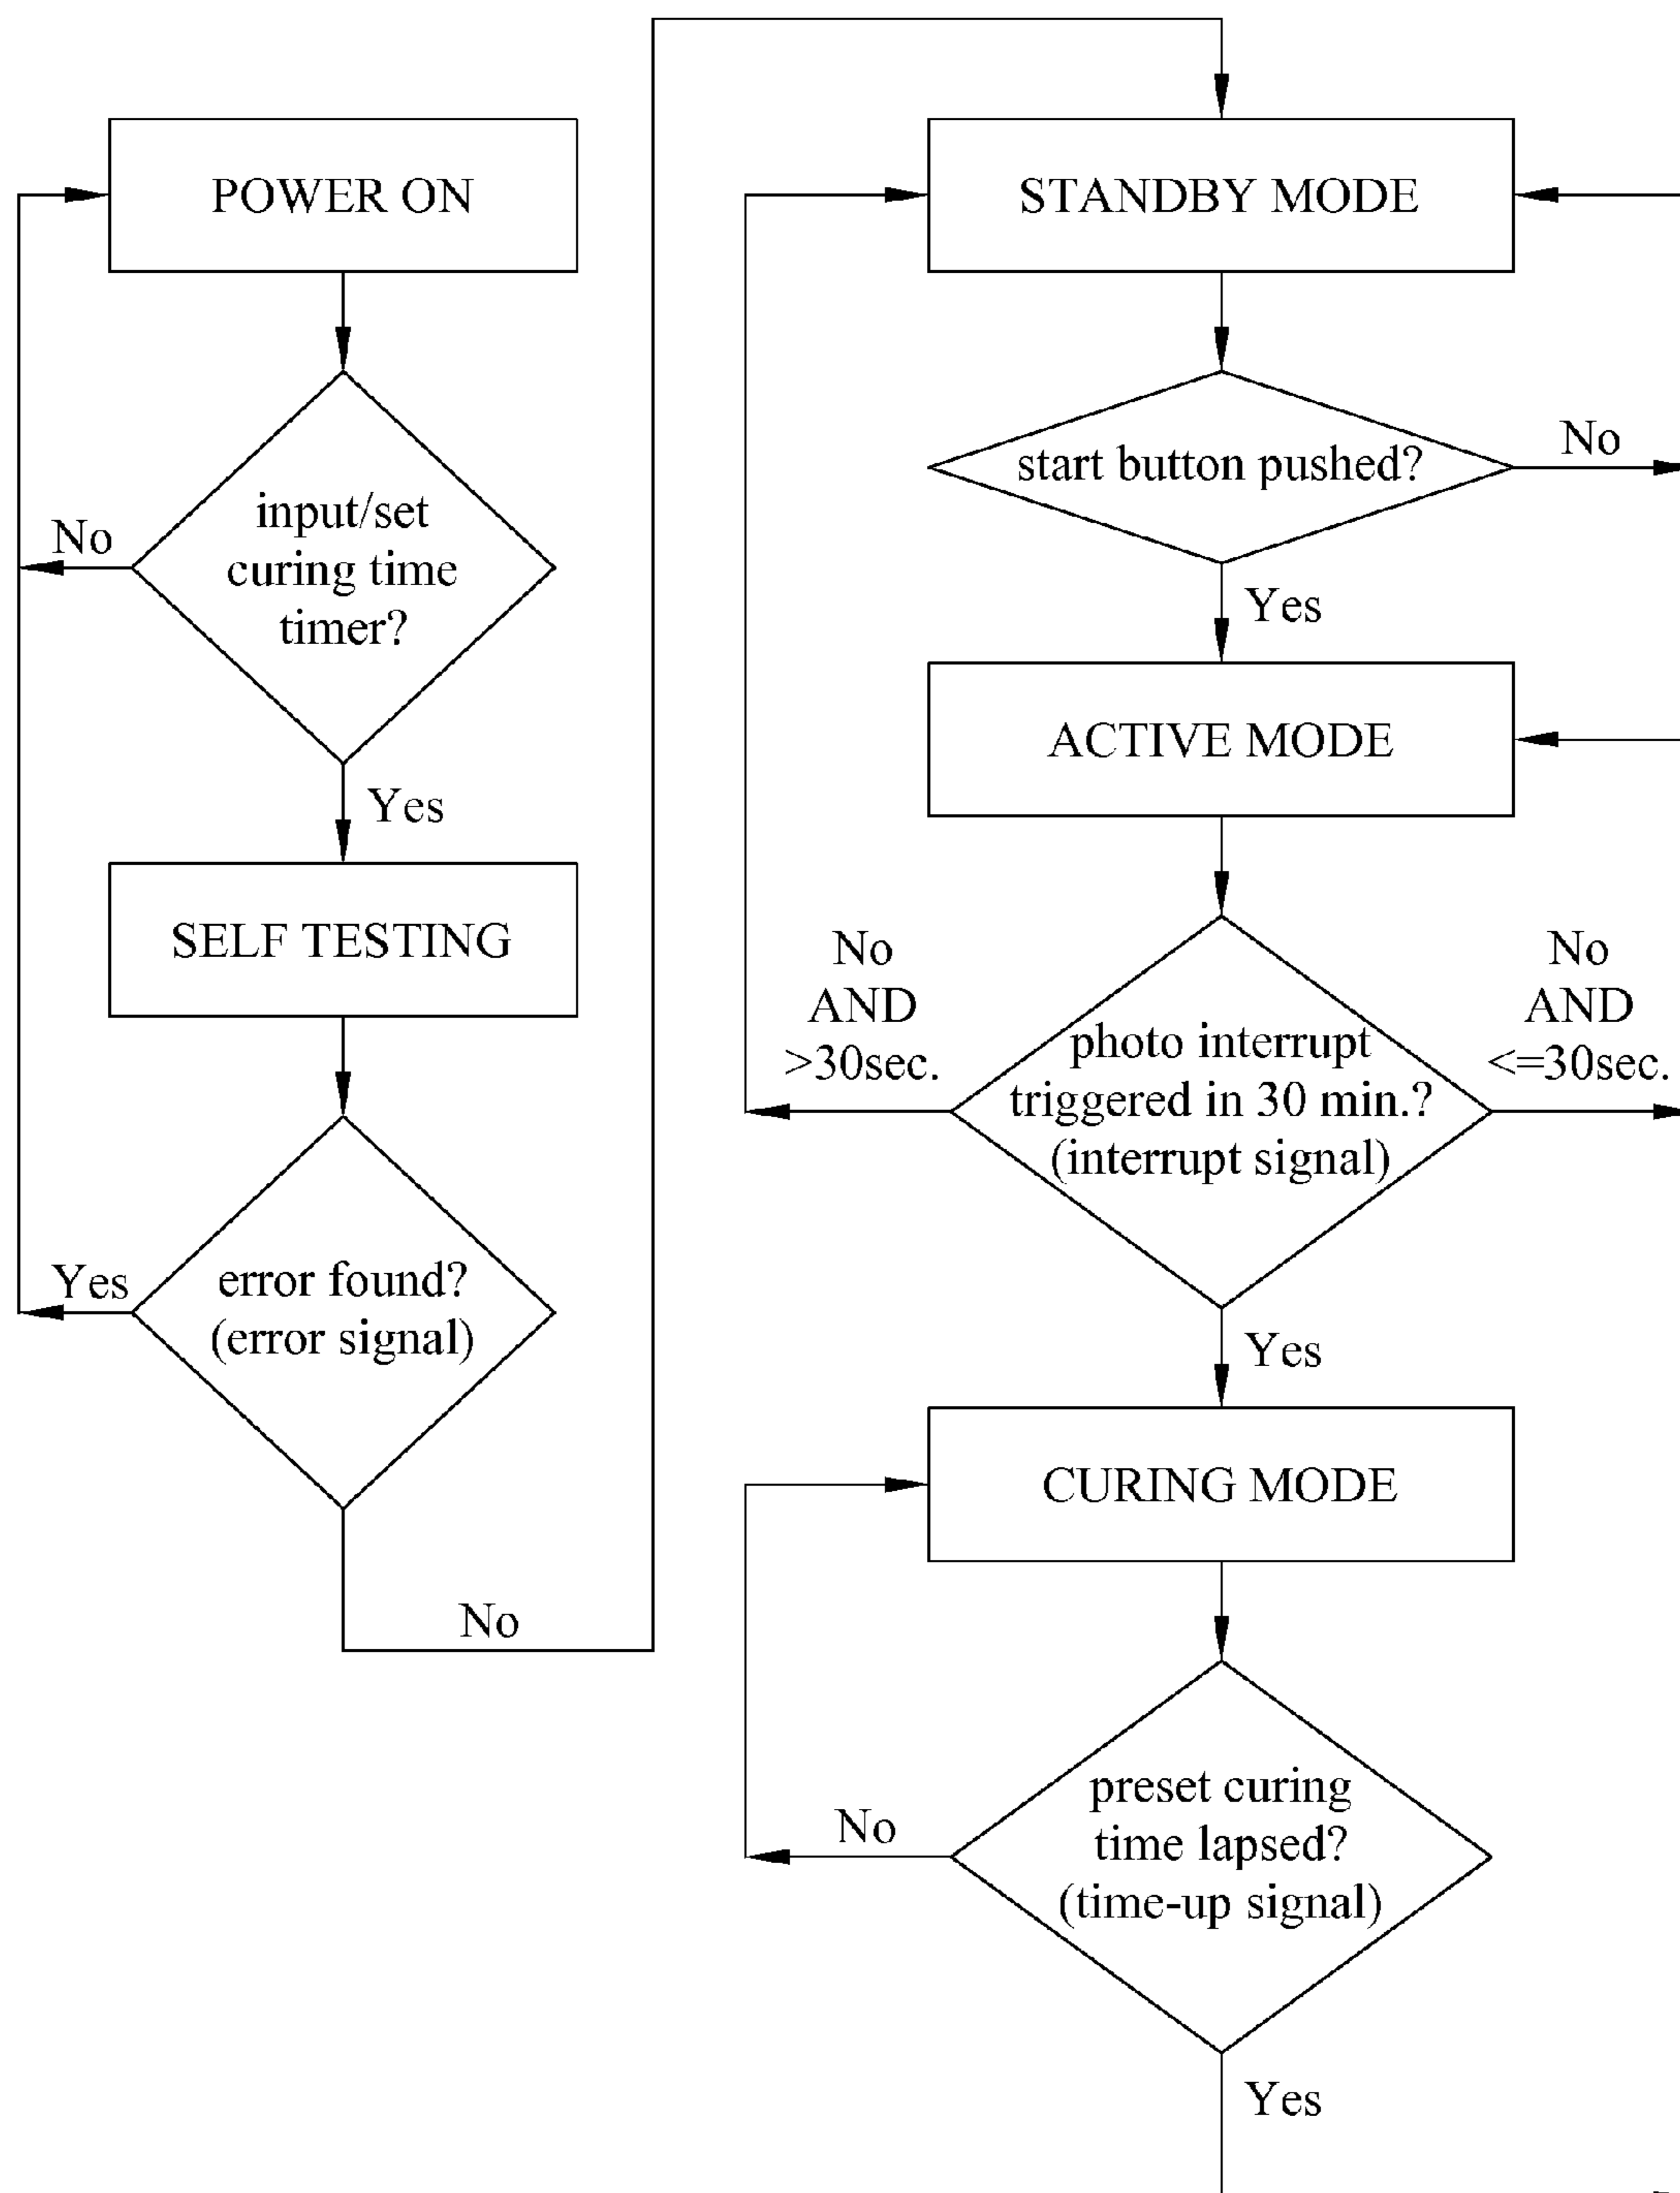 POWER ON
input/set
curing time
timer?
No
Yes
SELF TESTING
error found?
(error signal)
Yes
No
STANDBY MODE
start button pushed?
No
Yes
ACTIVE MODE
No
AND
>30sec.
photo interrupt
triggered in 30 min.?
(interrupt signal)
No
AND
<=30sec.
Yes
CURING MODE
preset curing
time lapsed?
(time-up signal)
No
Yes